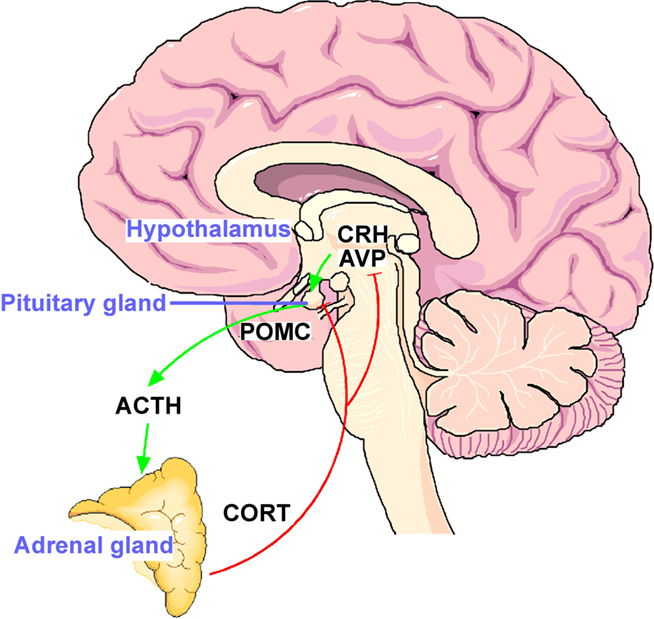 Hypothalamus
CRH
AVP
Pituitary gland
POMC
ACTH
CORT
Adrenal gland